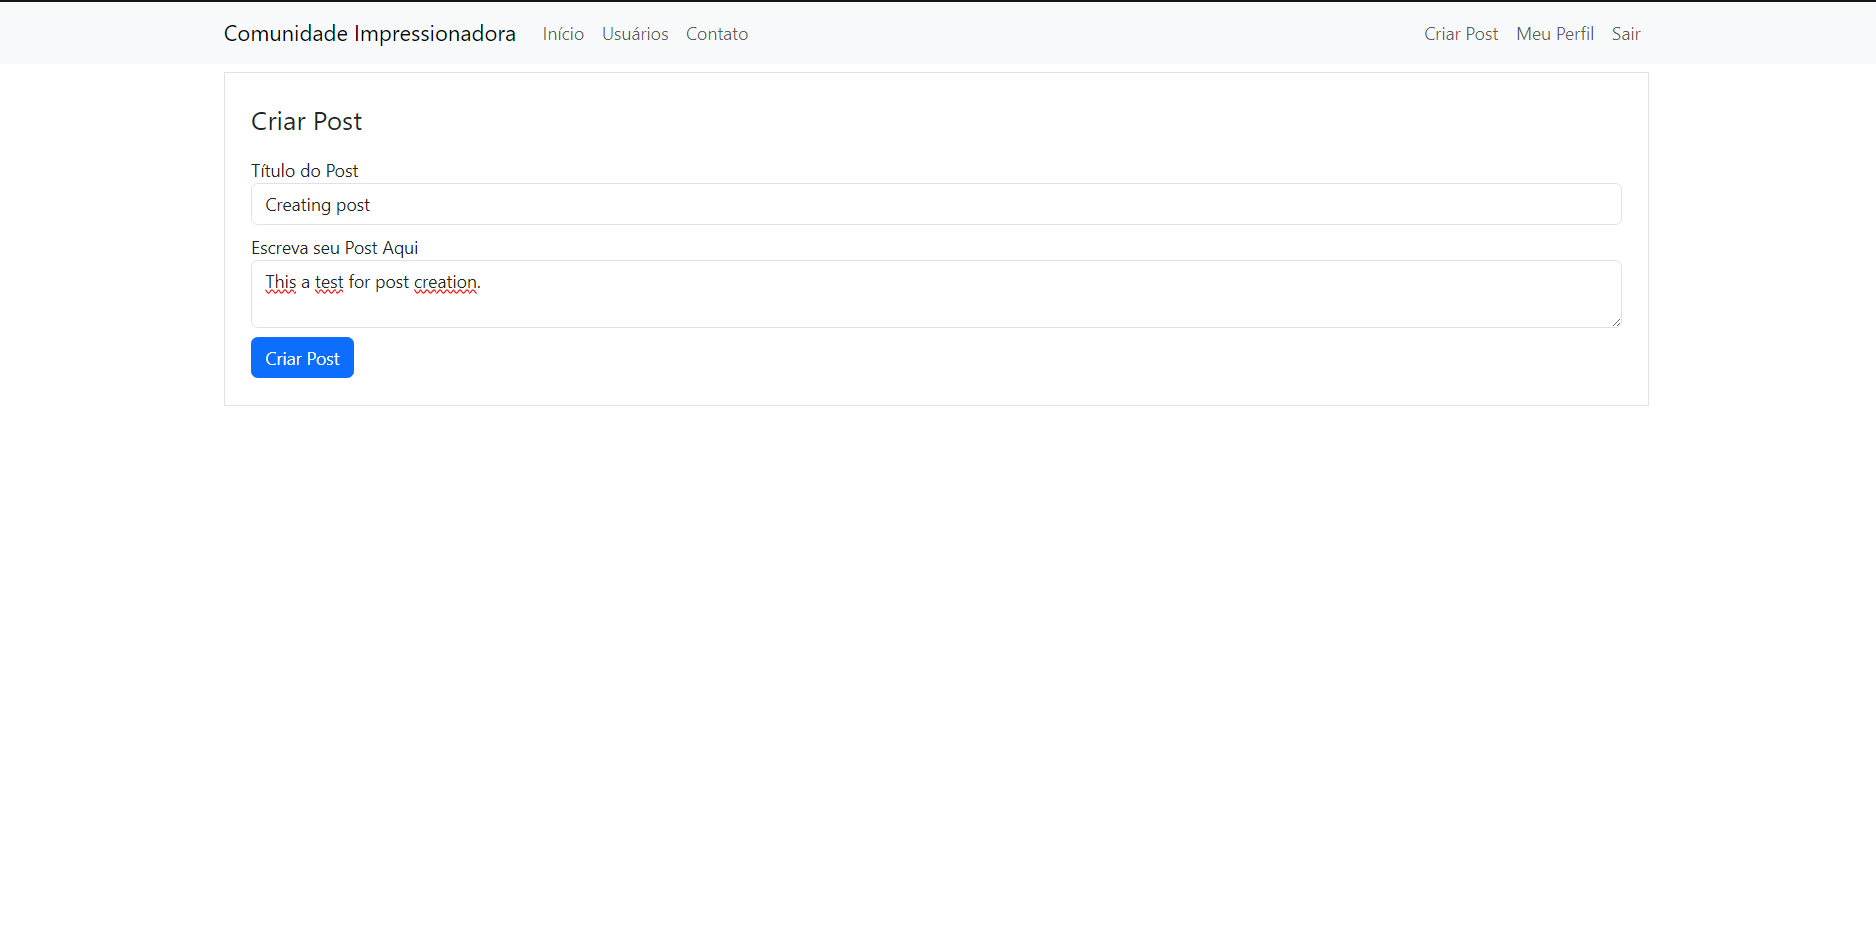 Comunidade Impressionadora Início Usuários Contato Criar Post Meu Perfil Sair
Criar Post
Título do Post
Creating post
Escreva seu Post Aqui
This a test for post creation.
Criar Post